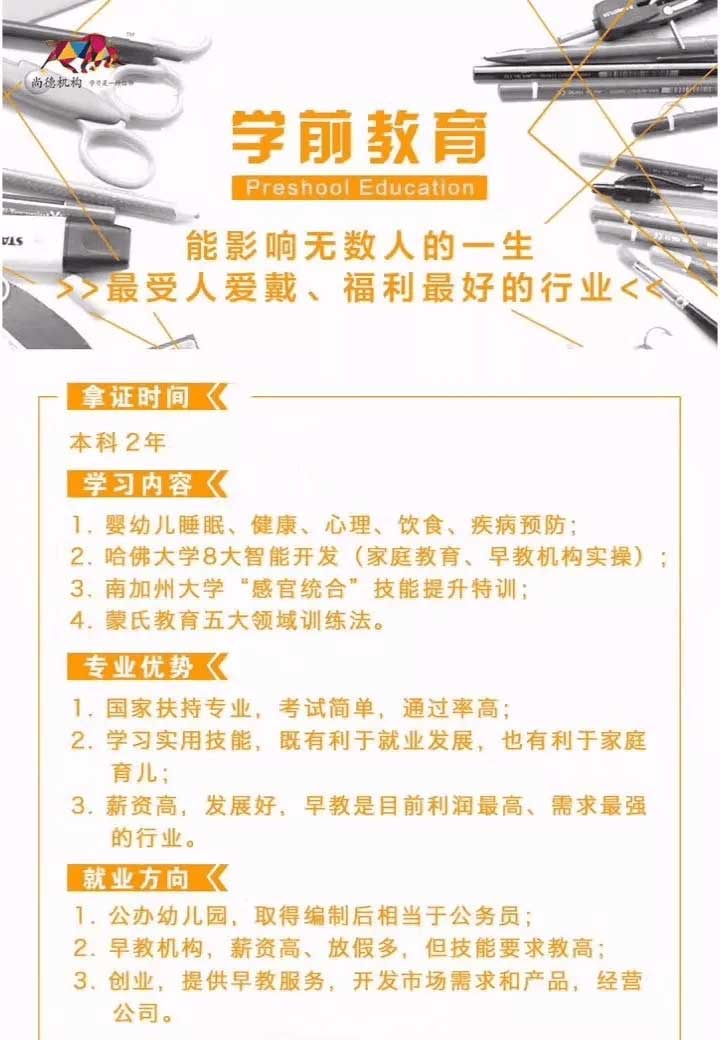 尚德机构 学习是一种信仰
TM
学前教育
Preshool Education
能影响无数人的一生
>>最受人爱戴、福利最好的行业<<
STA
拿证时间
本科2年
学习内容
1. 婴幼儿睡眠、健康、心理、饮食、疾病预防；
2. 哈佛大学8大智能开发（家庭教育、早教机构实操）；
3. 南加州大学“感官统合”技能提升特训；
4. 蒙氏教育五大领域训练法。
专业优势
1. 国家扶持专业，考试简单，通过率高；
2. 学习实用技能，既有利于就业发展，也有利于家庭
育儿；
3. 薪资高，发展好，早教是目前利润最高、需求最强
的行业。
就业方向
1. 公办幼儿园，取得编制后相当于公务员；
2. 早教机构，薪资高、放假多，但技能要求教高；
3. 创业，提供早教服务，开发市场需求和产品，经营
公司。